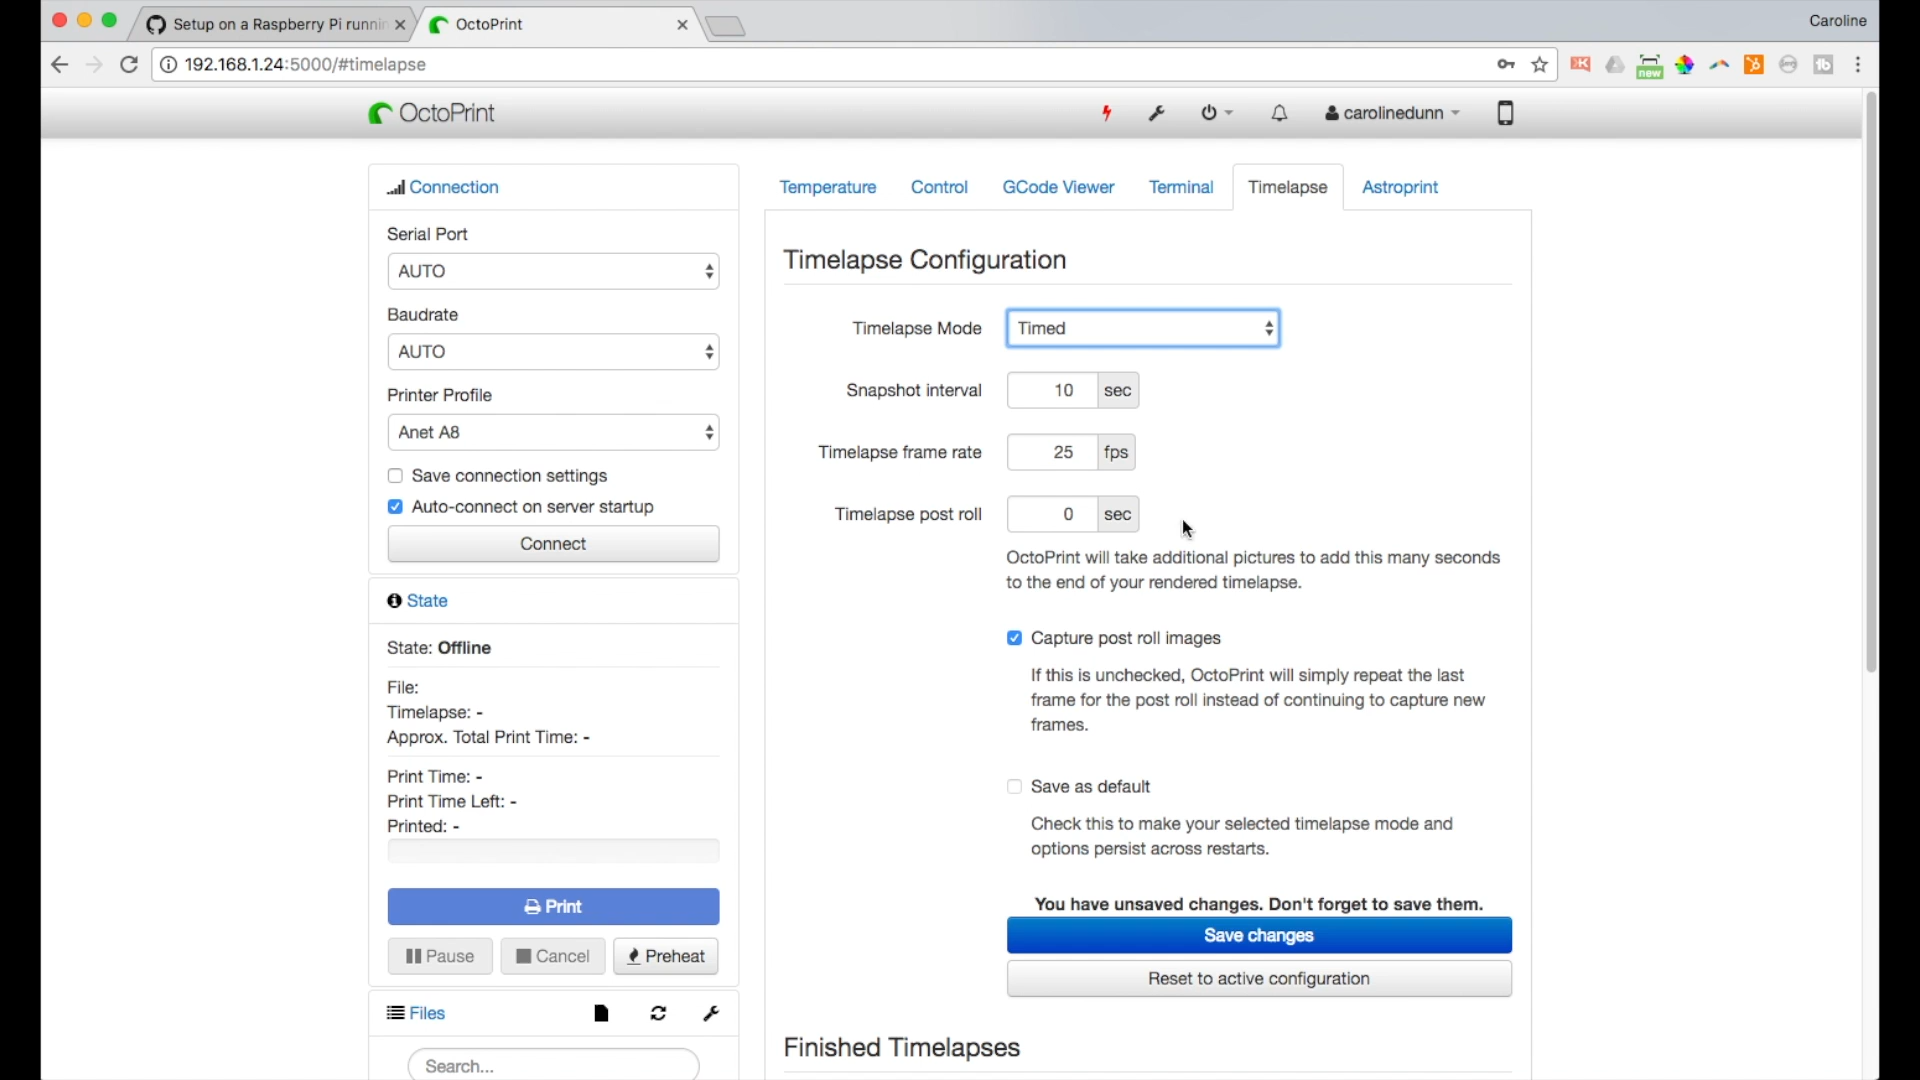 Setup on a Raspberry Pi runnin
OctoPrint
Caroline
192.168.1.24:5000/#timelapse
new
OctoPrint
carolinedunn
Connection
Serial Port
AUTO
Baudrate
AUTO
Printer Profile
Anet A8
Save connection settings
Auto-connect on server startup
Connect
State
State: Offline
File:
Timelapse: -
Approx. Total Print Time: -
Print Time: -
Print Time Left: -
Printed: -
Print
Pause
Cancel
Preheat
Files
Search...
Temperature
Control
GCode Viewer
Terminal
Timelapse
Astroprint
Timelapse Configuration
Timelapse Mode
Timed
Snapshot interval
10 sec
Timelapse frame rate
25 fps
Timelapse post roll
0 sec
OctoPrint will take additional pictures to add this many seconds
to the end of your rendered timelapse.
Capture post roll images
If this is unchecked, OctoPrint will simply repeat the last
frame for the post roll instead of continuing to capture new
frames.
Save as default
Check this to make your selected timelapse mode and
options persist across restarts.
You have unsaved changes. Don't forget to save them.
Save changes
Reset to active configuration
Finished Timelapses